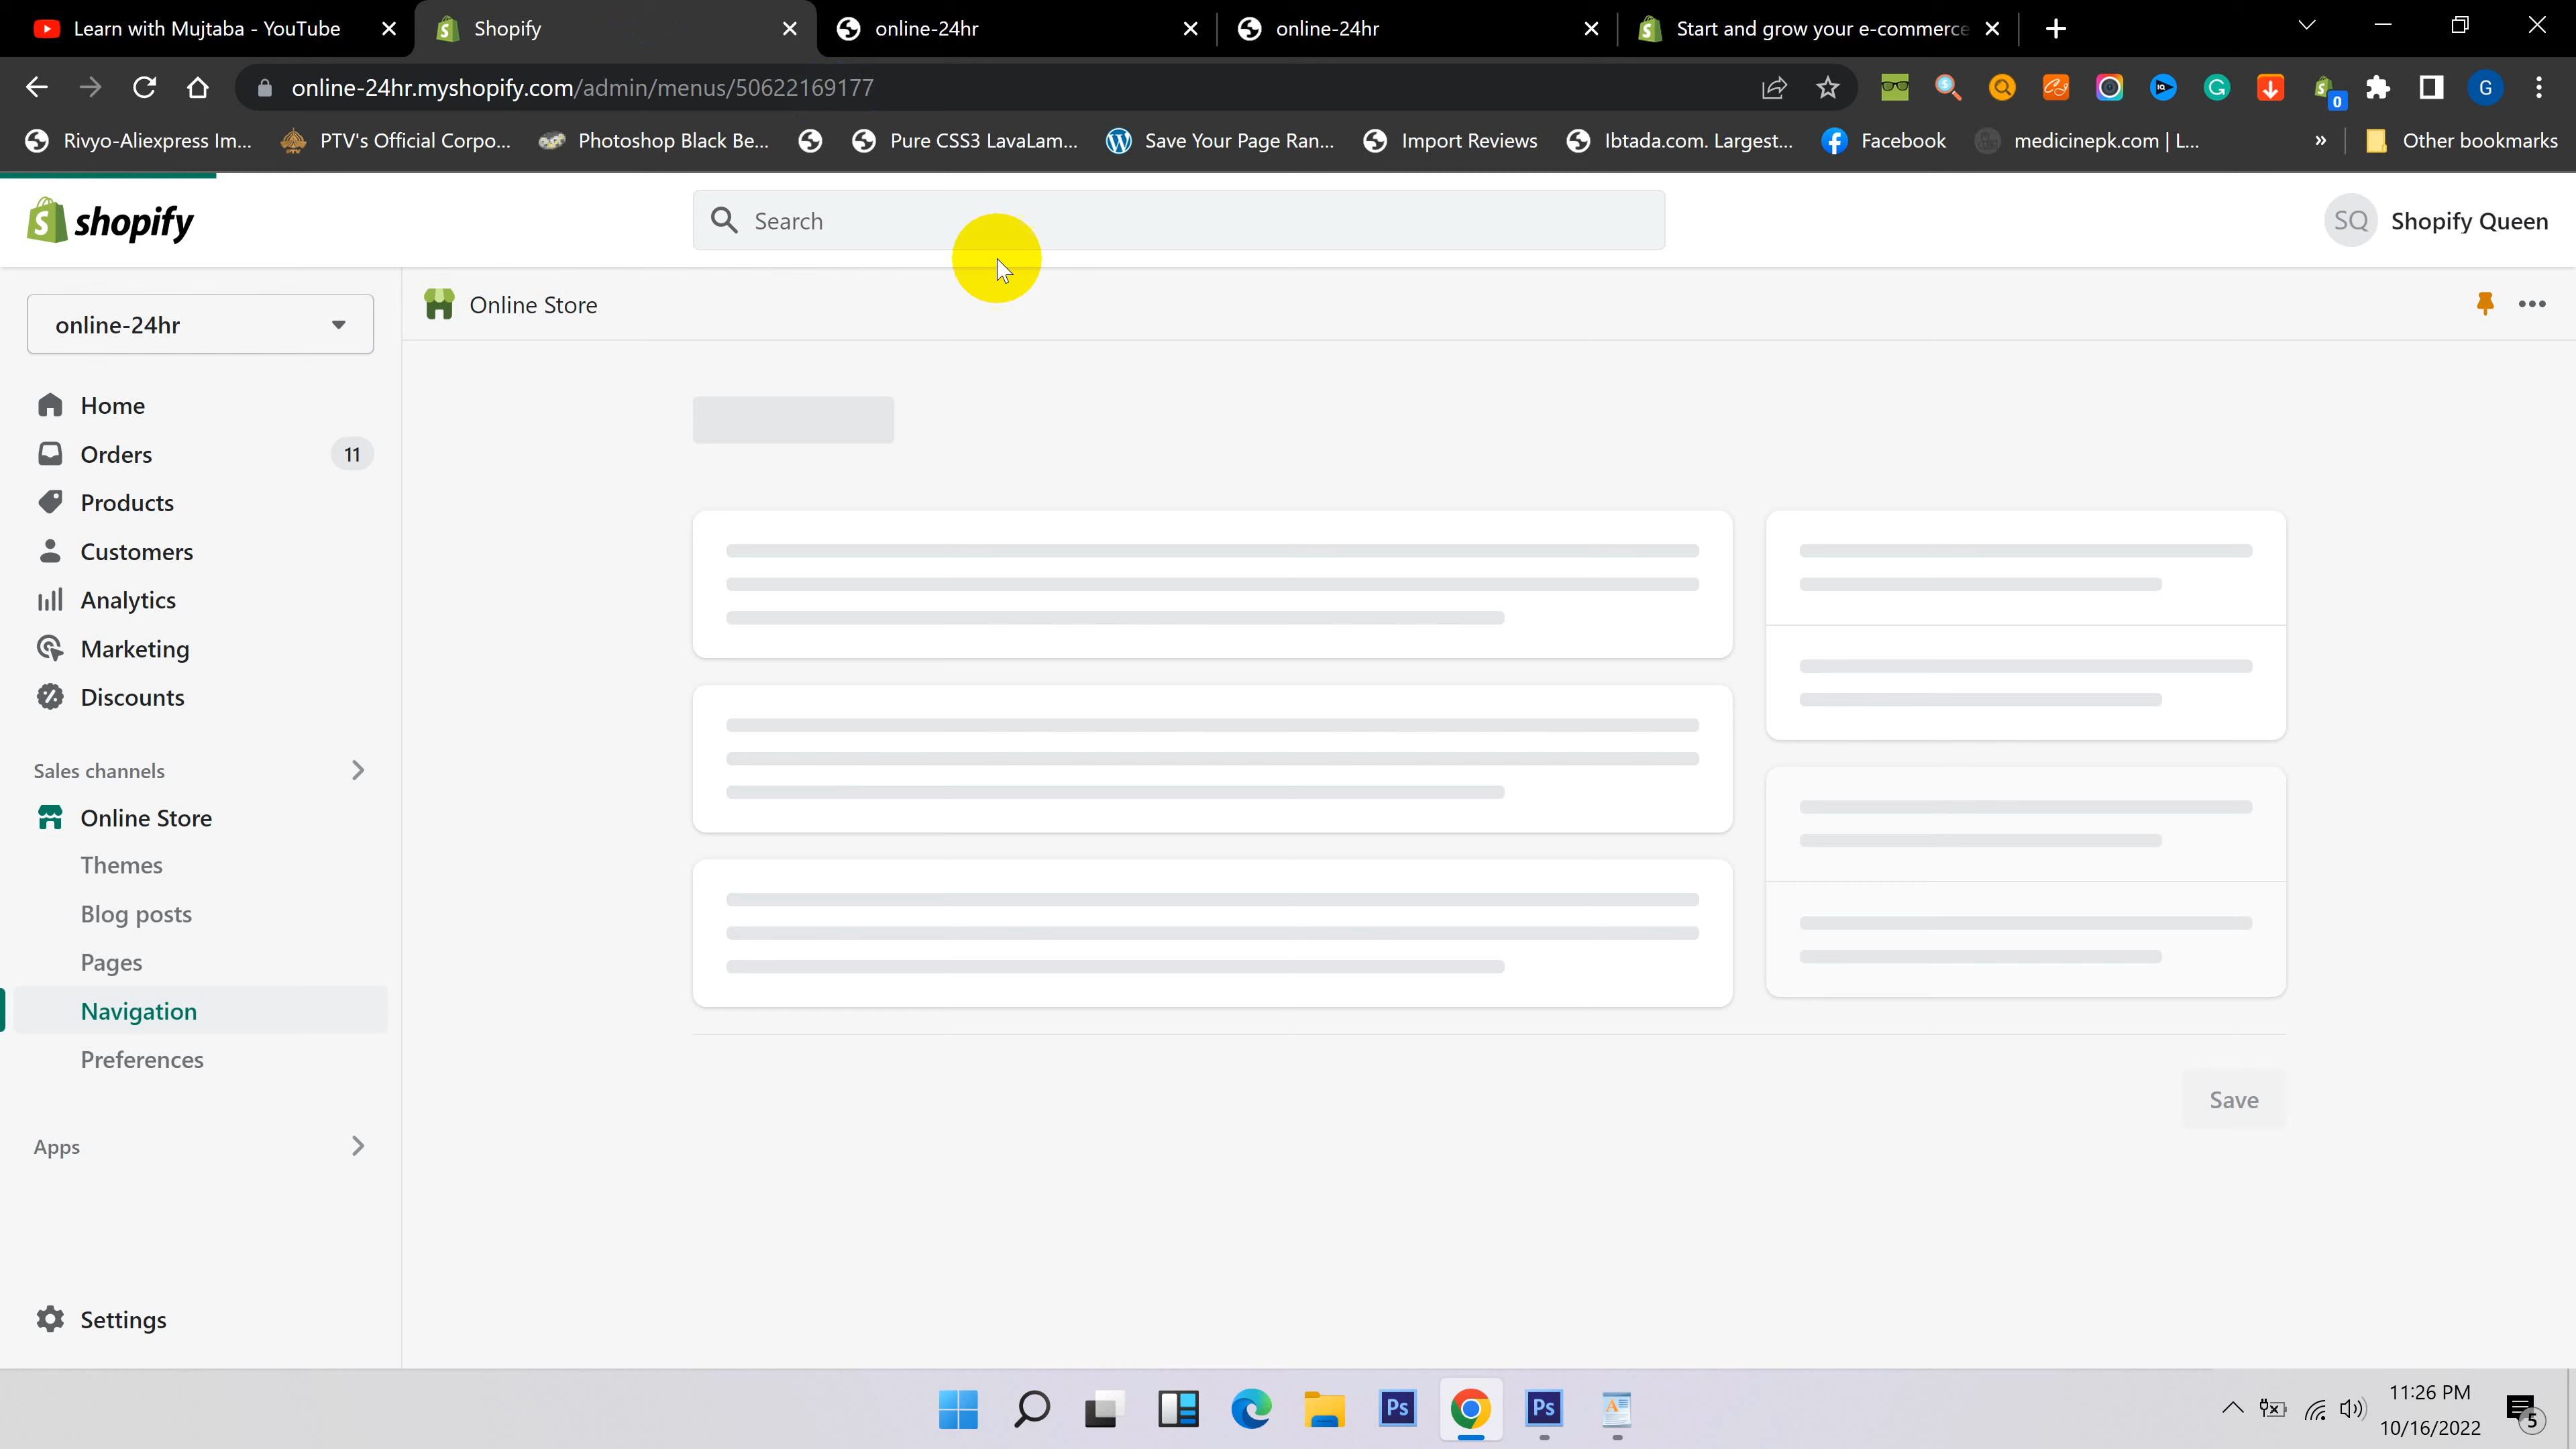 Learn with Mujtaba - YouTube
Shopify
online-24hr
online-24hr
Start and grow your e-commerce
online-24hr.myshopify.com/admin/menus/50622169177
G
0
Rivyo-Aliexpress Im...
PTV's Official Corpo...
Photoshop Black Be...
Pure CSS3 LavaLam...
Save Your Page Ran...
Import Reviews
Ibtada.com. Largest...
Facebook
medicinepk.com | L...
»
Other bookmarks
shopify
Search
SQ
Shopify Queen
online-24hr
Online Store
Home
Orders
11
Products
Customers
Analytics
Marketing
Discounts
Sales channels
Online Store
Themes
Blog posts
Pages
Navigation
Preferences
Save
Apps
Settings
Ps
Ps
11:26 PM
10/16/2022
5